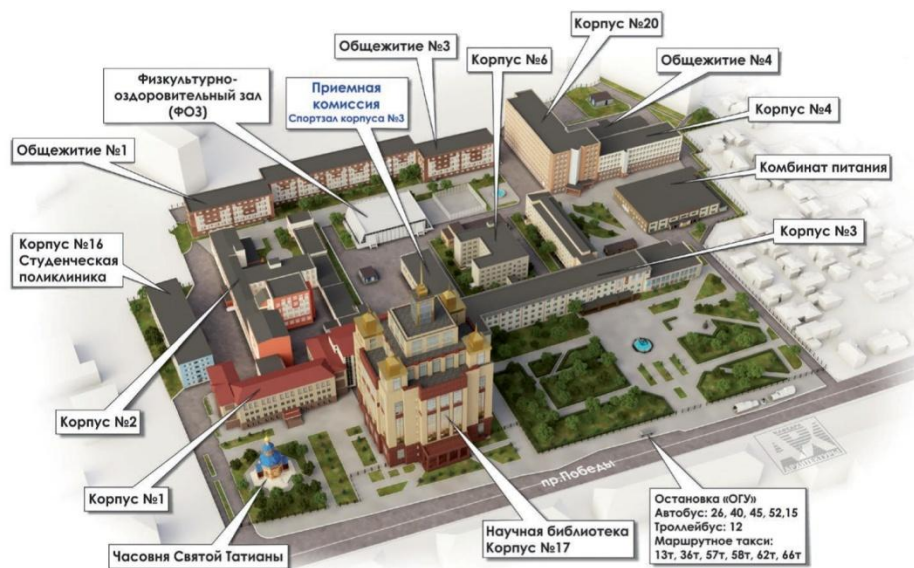 Корпус №20
Общежитие №3
Корпус №6
Общежитие №4
Физкультурно-
оздоровительный зал
(ФОЗ)
Приемная
комиссия
Спортзал корпуса №3
Корпус №4
Общежитие №1
Комбинат питания
Корпус №16
Студенческая
поликлиника
Корпус №3
Корпус №2
Корпус №1
Часовня Святой Татианы
Научная библиотека
Корпус №17
пр.Победы
Остановка «ОГУ»
Автобус: 26, 40, 45, 52,15
Троллейбус: 12
Маршрутное такси:
13т, 36т, 57т, 58т, 62т, 66т